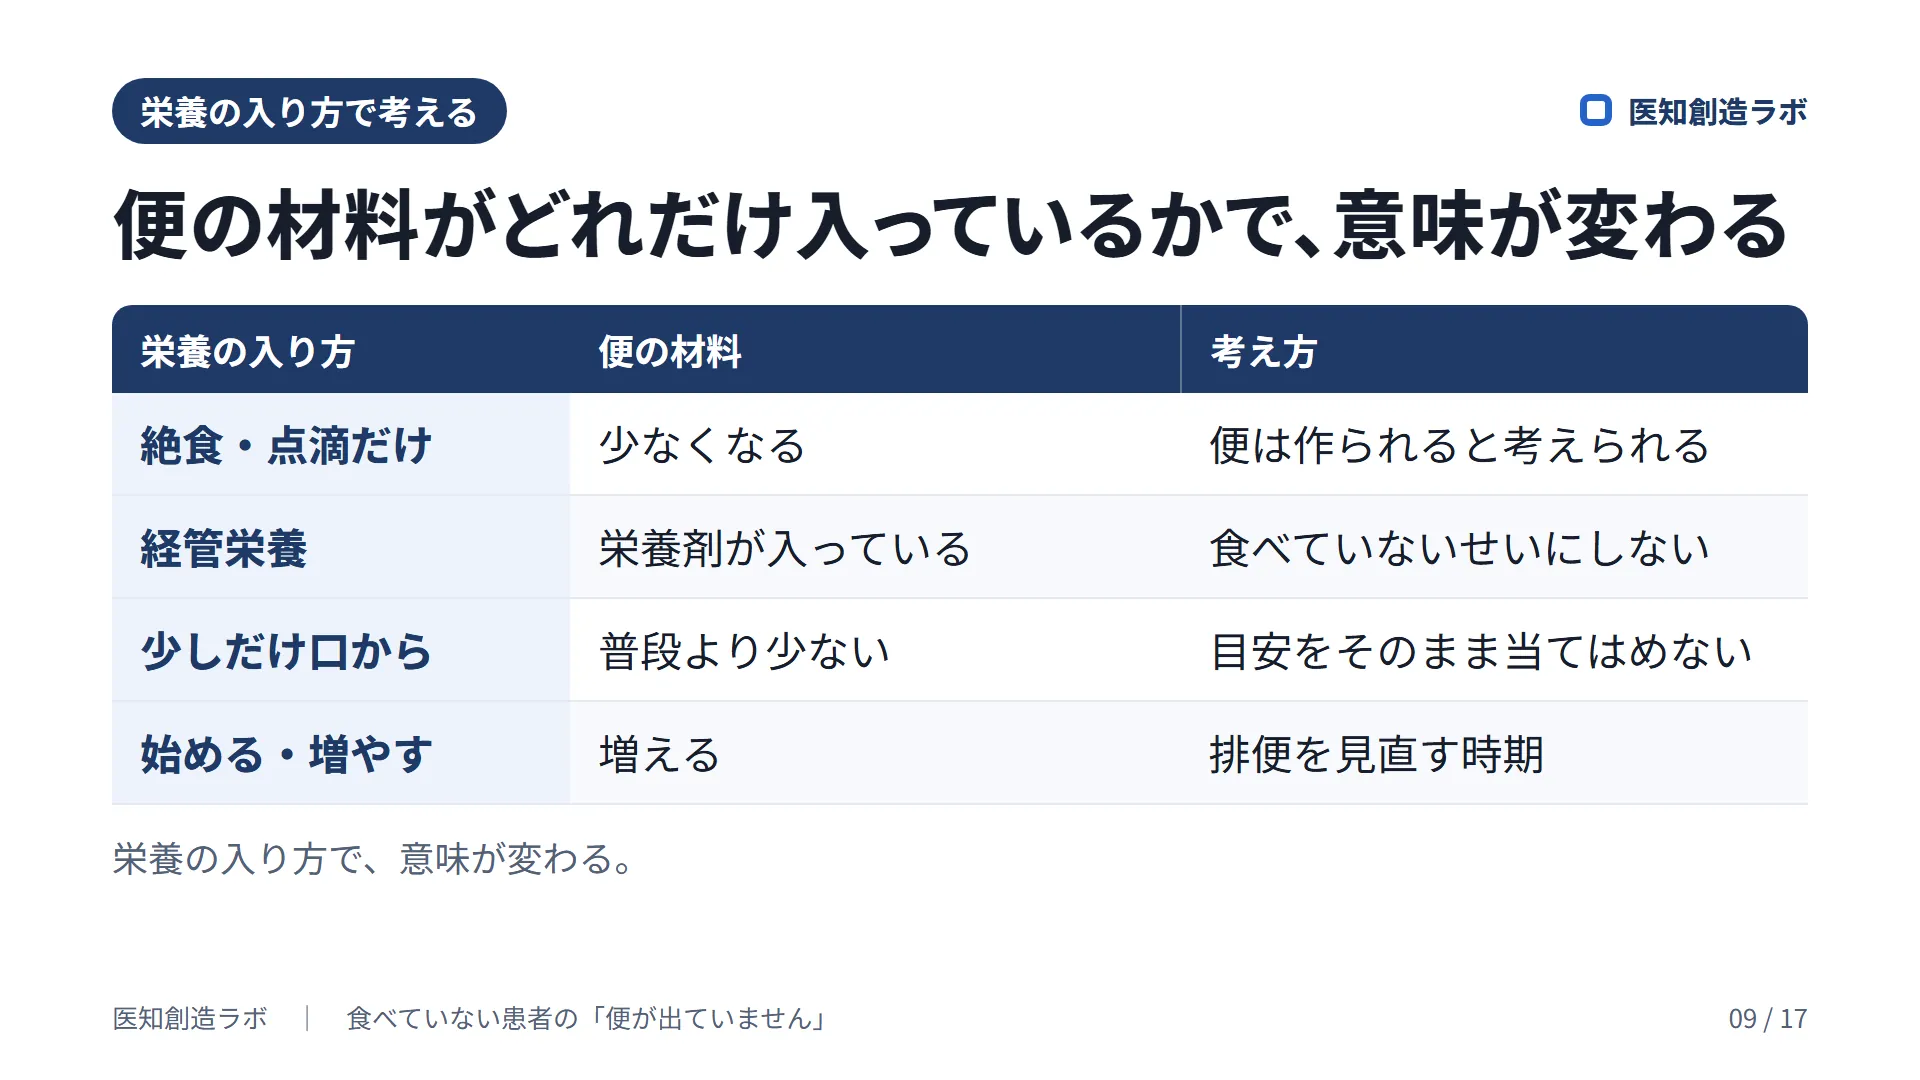 栄養の入り方で考える
医知創造ラボ
便の材料がどれだけ入っているかで、意味が変わる
栄養の入り方 便の材料 考え方
絶食・点滴だけ 少なくなる 便は作られると考えられる
経管栄養 栄養剤が入っている 食べていないせいにしない
少しだけ口から 普段より少ない 目安をそのまま当てはめない
始める・増やす 増える 排便を見直す時期
栄養の入り方で、意味が変わる。
医知創造ラボ ｜ 食べていない患者の「便が出ていません」
09 / 17